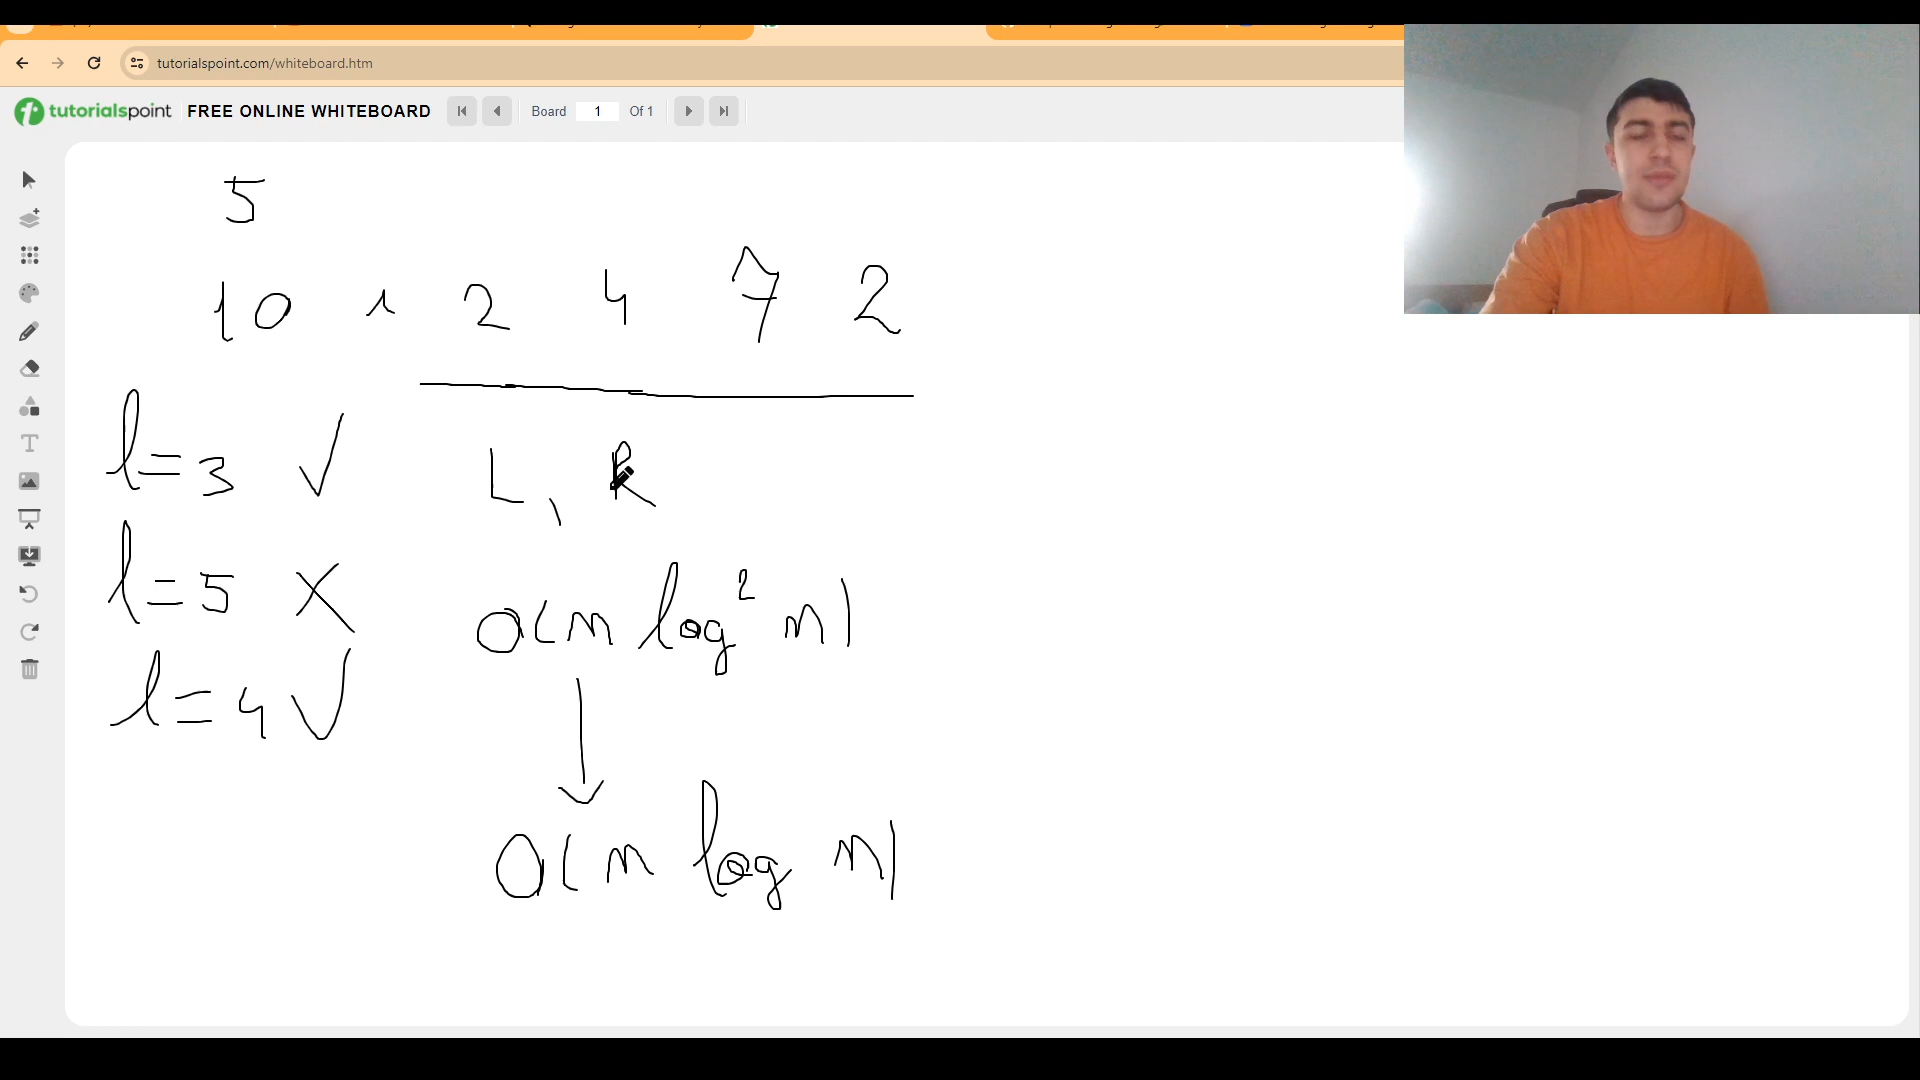 tutorialspoint.com/whiteboard.htm
tutorialspoint FREE ONLINE WHITEBOARD Board 1 Of 1
5
10 1 2 4 7 2
l=3 ✓ L, R
l=5 X O(n log² n)
l=4 ✓
O(n log n)